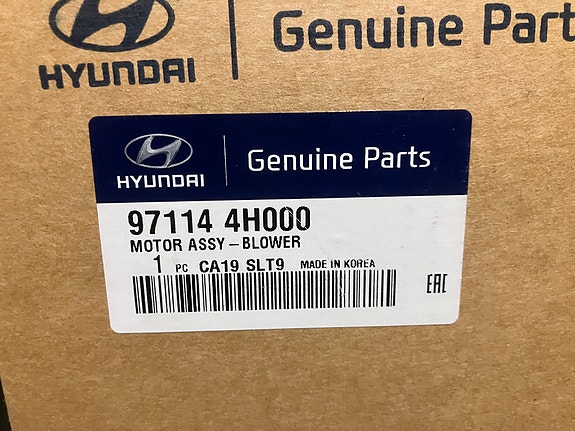 HYUNDAI
Genuine Part
HYUNDAI
Genuine Parts
97114 4H000
MOTOR ASSY – BLOWER
1 PC CA19 SLT9 MADE IN KOREA
EAC